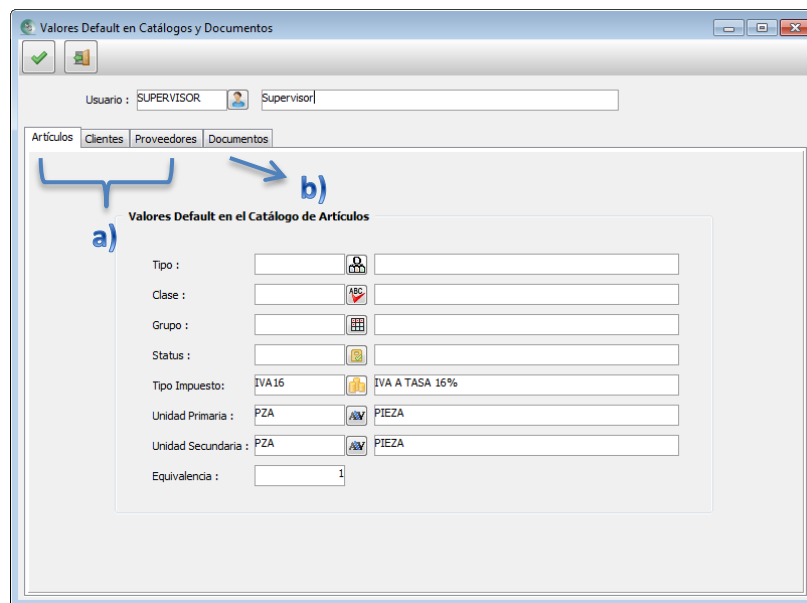 Valores Default en Catálogos y Documentos
Usuario : SUPERVISOR Supervisor
Artículos Clientes Proveedores Documentos
b)
a)
Valores Default en el Catálogo de Artículos
Tipo :
Clase : ABC
Grupo :
Status :
Tipo Impuesto: IVA16 IVA A TASA 16%
Unidad Primaria : PZA PIEZA
Unidad Secundaria : PZA PIEZA
Equivalencia : 1